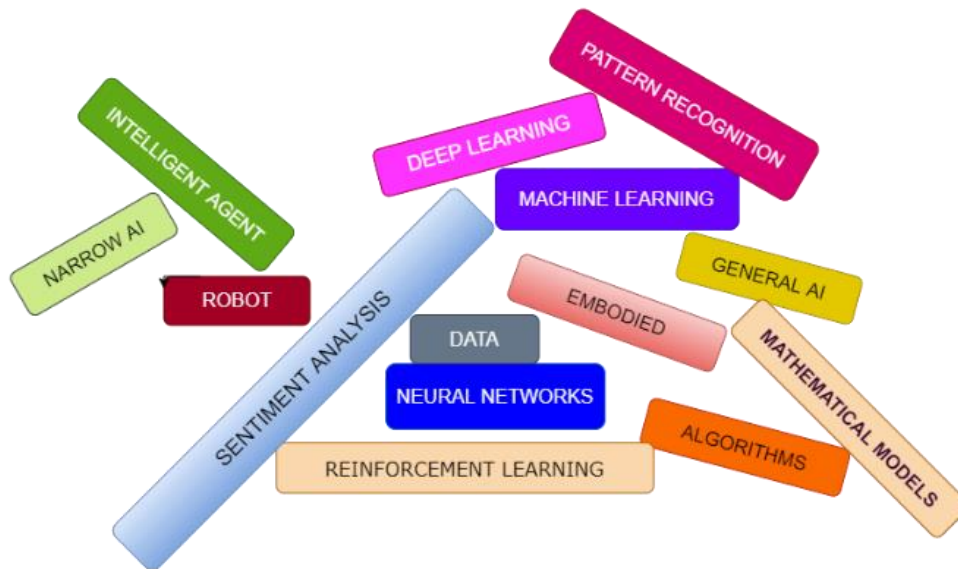 PATTERN RECOGNITION
INTELLIGENT AGENT
DEEP LEARNING
MACHINE LEARNING
NARROW AI
GENERAL AI
ROBOT
EMBODIED
SENTIMENT ANALYSIS
DATA
NEURAL NETWORKS
MATHEMATICAL MODELS
ALGORITHMS
REINFORCEMENT LEARNING